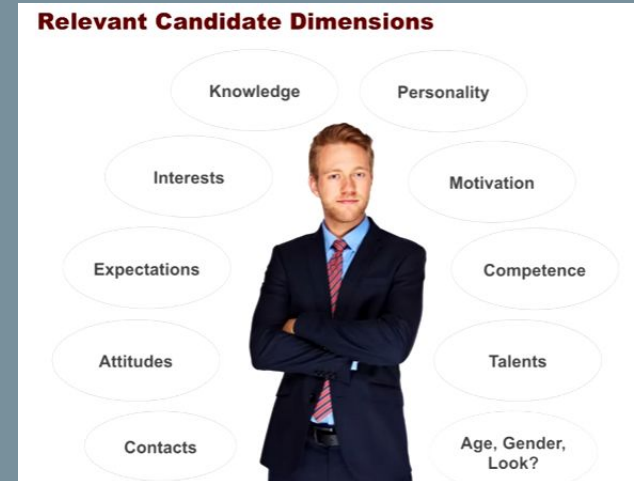 Relevant Candidate Dimensions
Knowledge
Personality
Interests
Motivation
Expectations
Competence
Attitudes
Talents
Contacts
Age, Gender,
Look?